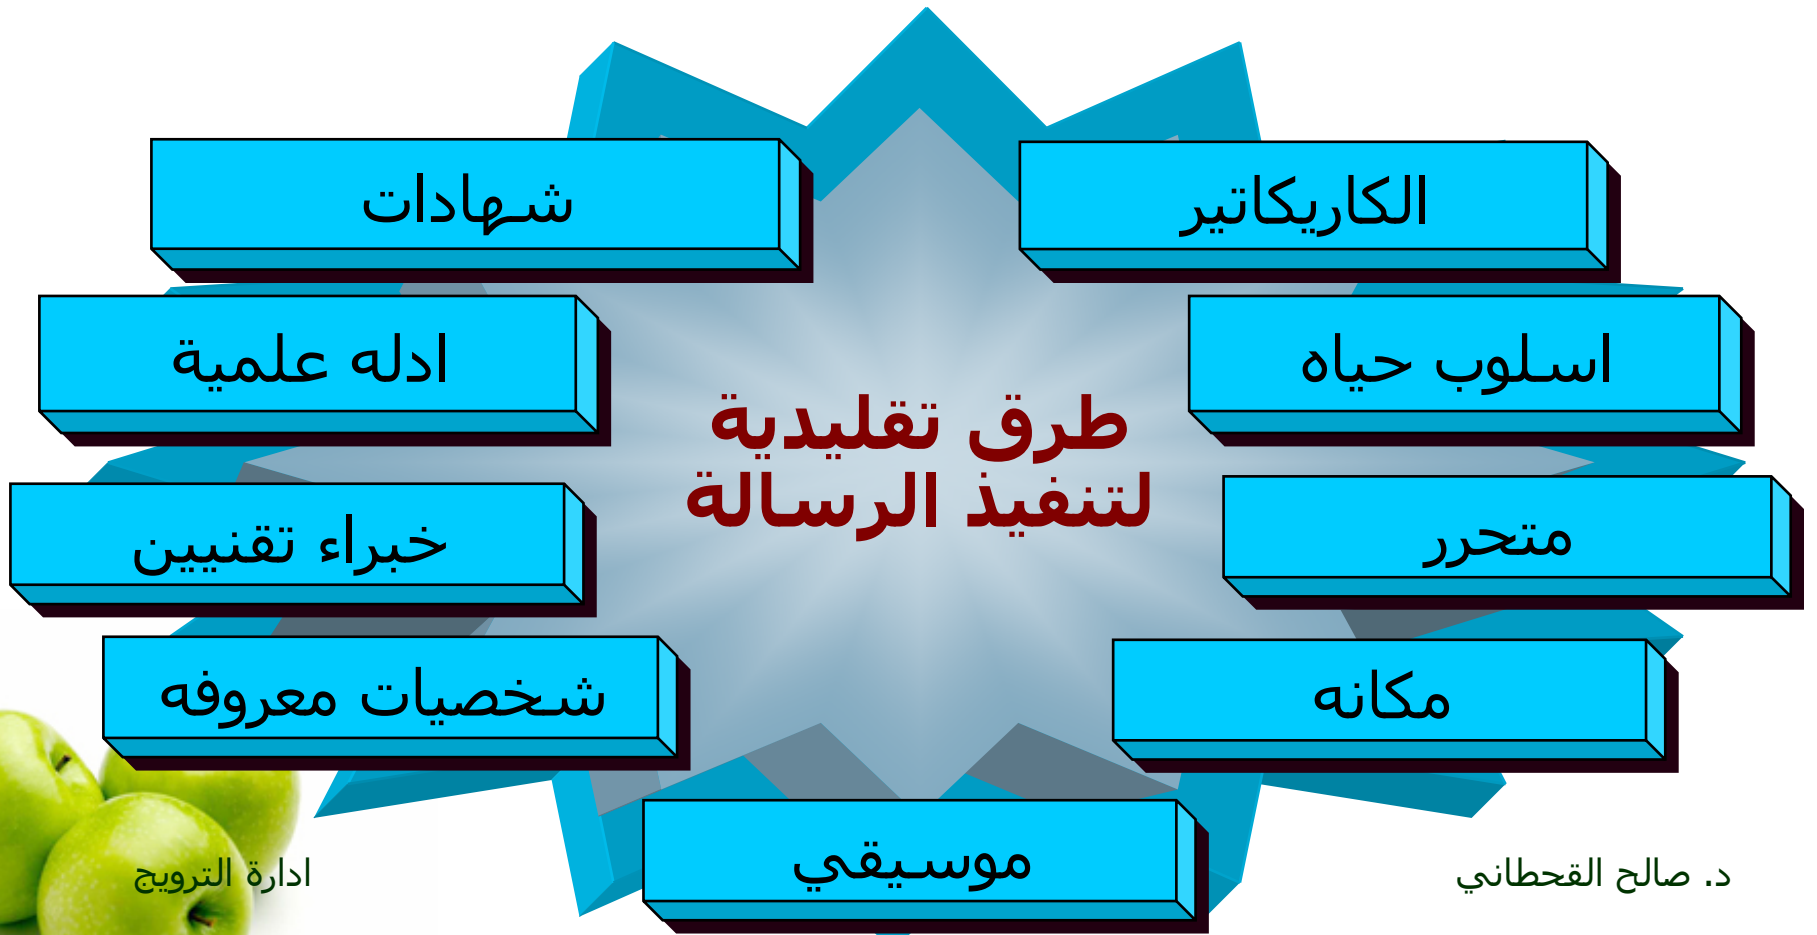 شهادات
الكاريكاتير
ادله علمية
اسلوب حياه
طرق تقليدية
لتنفيذ الرسالة
خبراء تقنيين
متحرر
شخصيات معروفه
مكانه
موسيقي
ادارة الترويج
د. صالح القحطاني